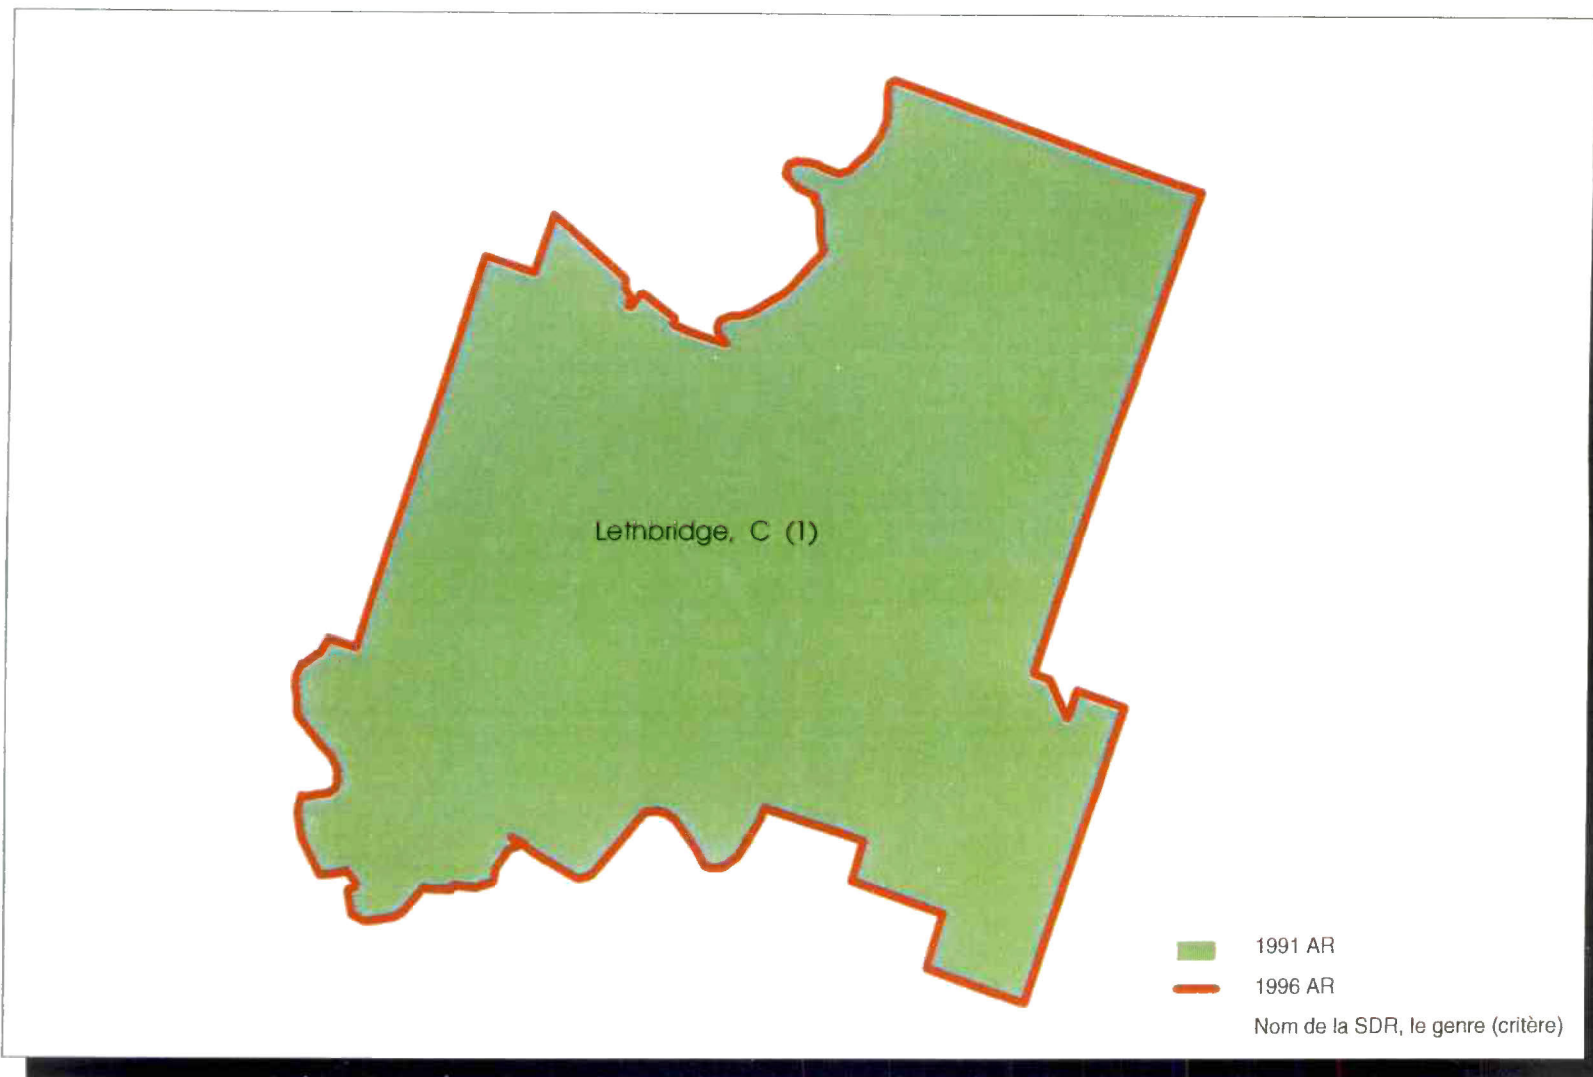 Lethbridge, C (1)
1991 AR
1996 AR
Nom de la SDR, le genre (critère)